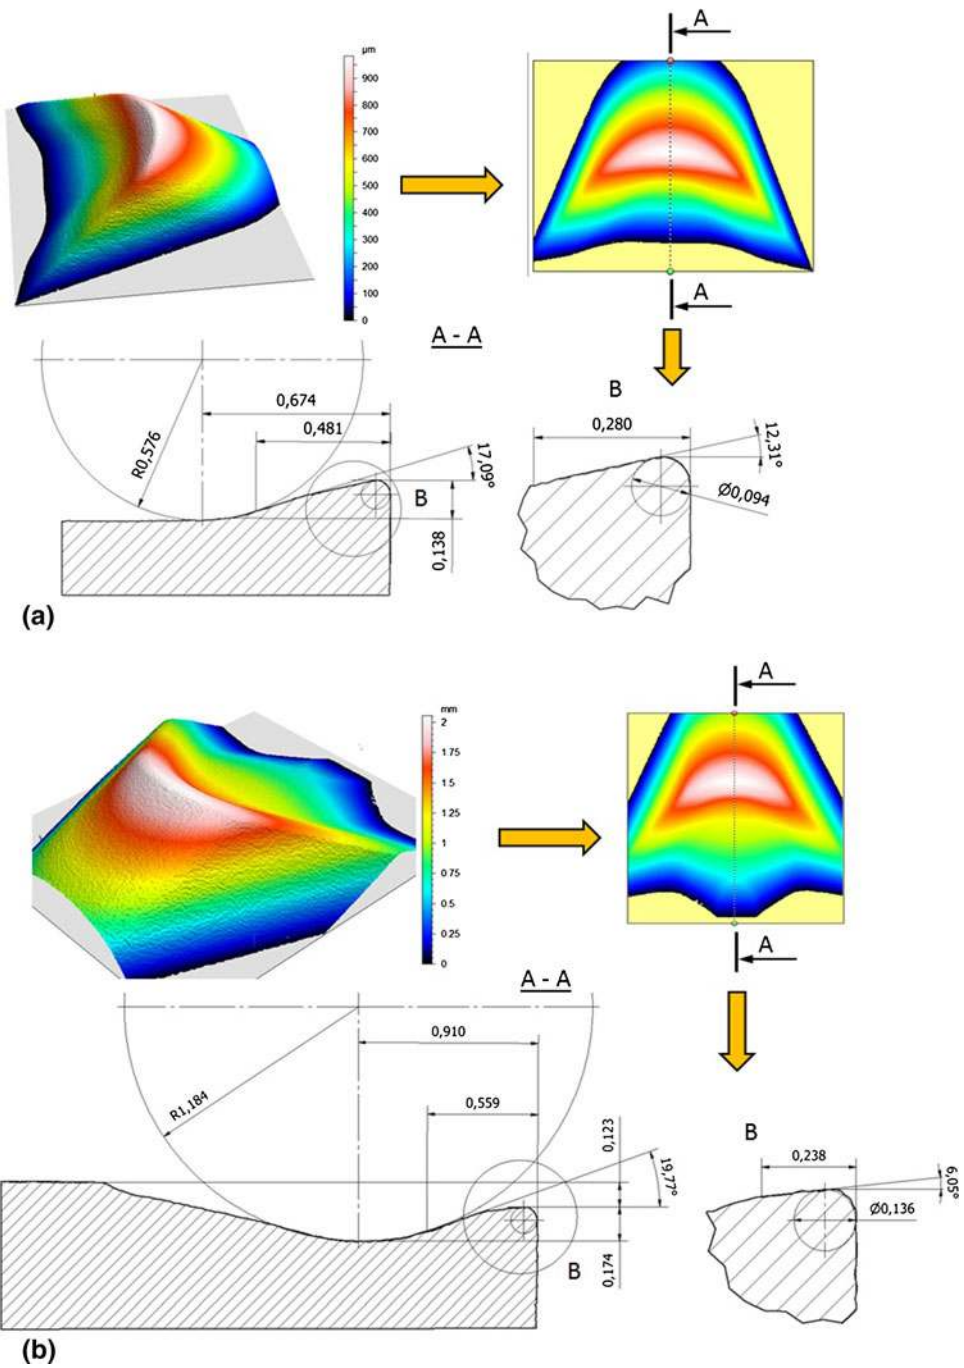 A
µm
900
800
700
600
500
400
300
200
100
0
A
A - A
B
0,674
0,481
R0,576
17,09°
B
0,138
0,280
12,31°
Ø0,094
(a)
A
mm
2
1.75
1.5
1.25
1
0.75
0.5
0.25
0
A
A - A
0,910
R1,184
0,559
0,123
19,77°
B
0,174
B
0,238
6,05°
Ø0,136
(b)